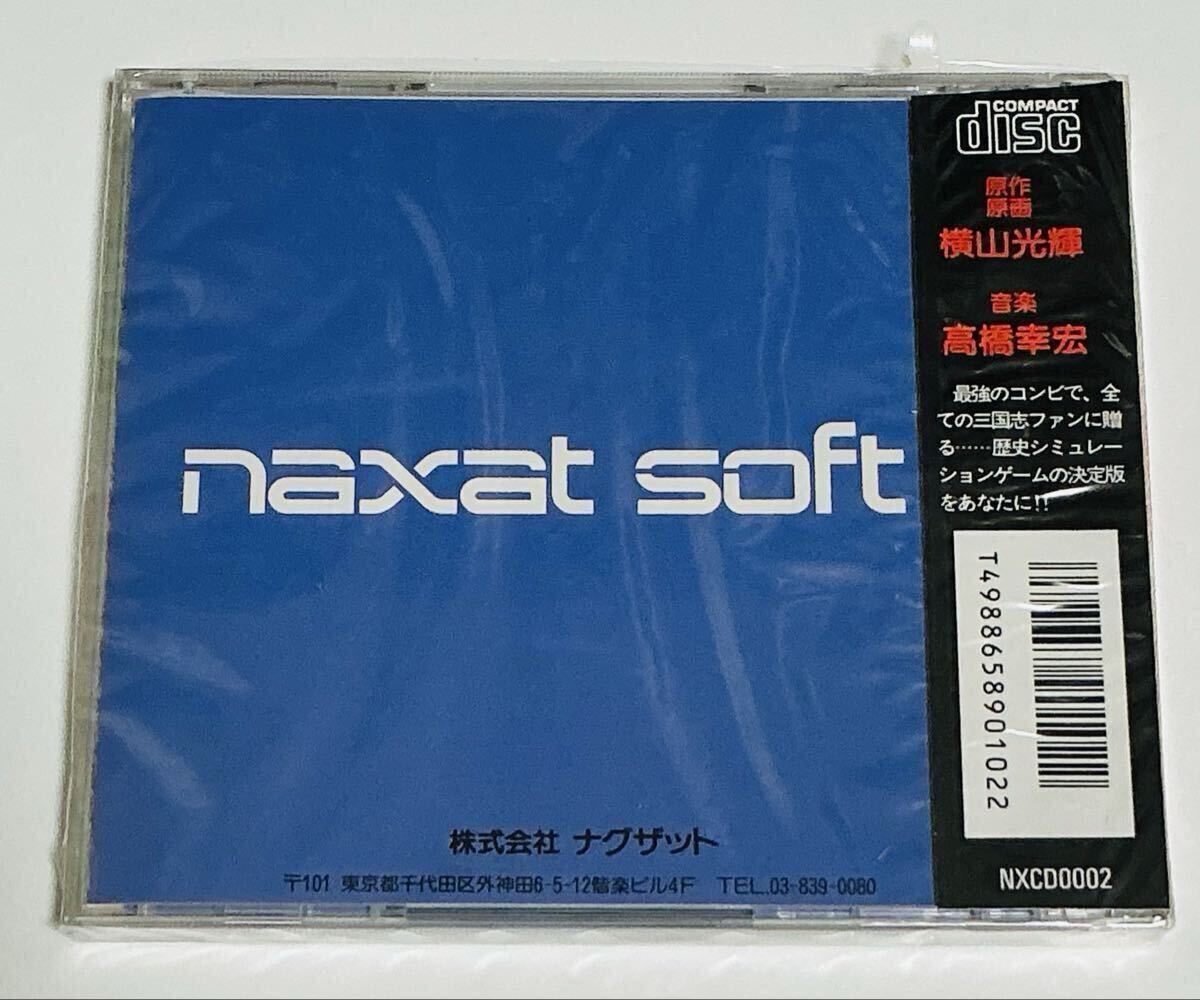 COMPACT
disc
原作
原画
横山光輝
音楽
高橋幸宏
最強のコンビで、全
ての三国志ファンに贈
る……歴史シミュレー
ションゲームの決定版
をあなたに!!
T4988658901022
NXCD0002
naxat soft
株式会社 ナグザット
〒101 東京都千代田区外神田6-5-12偕楽ビル4F TEL.03-839-0080